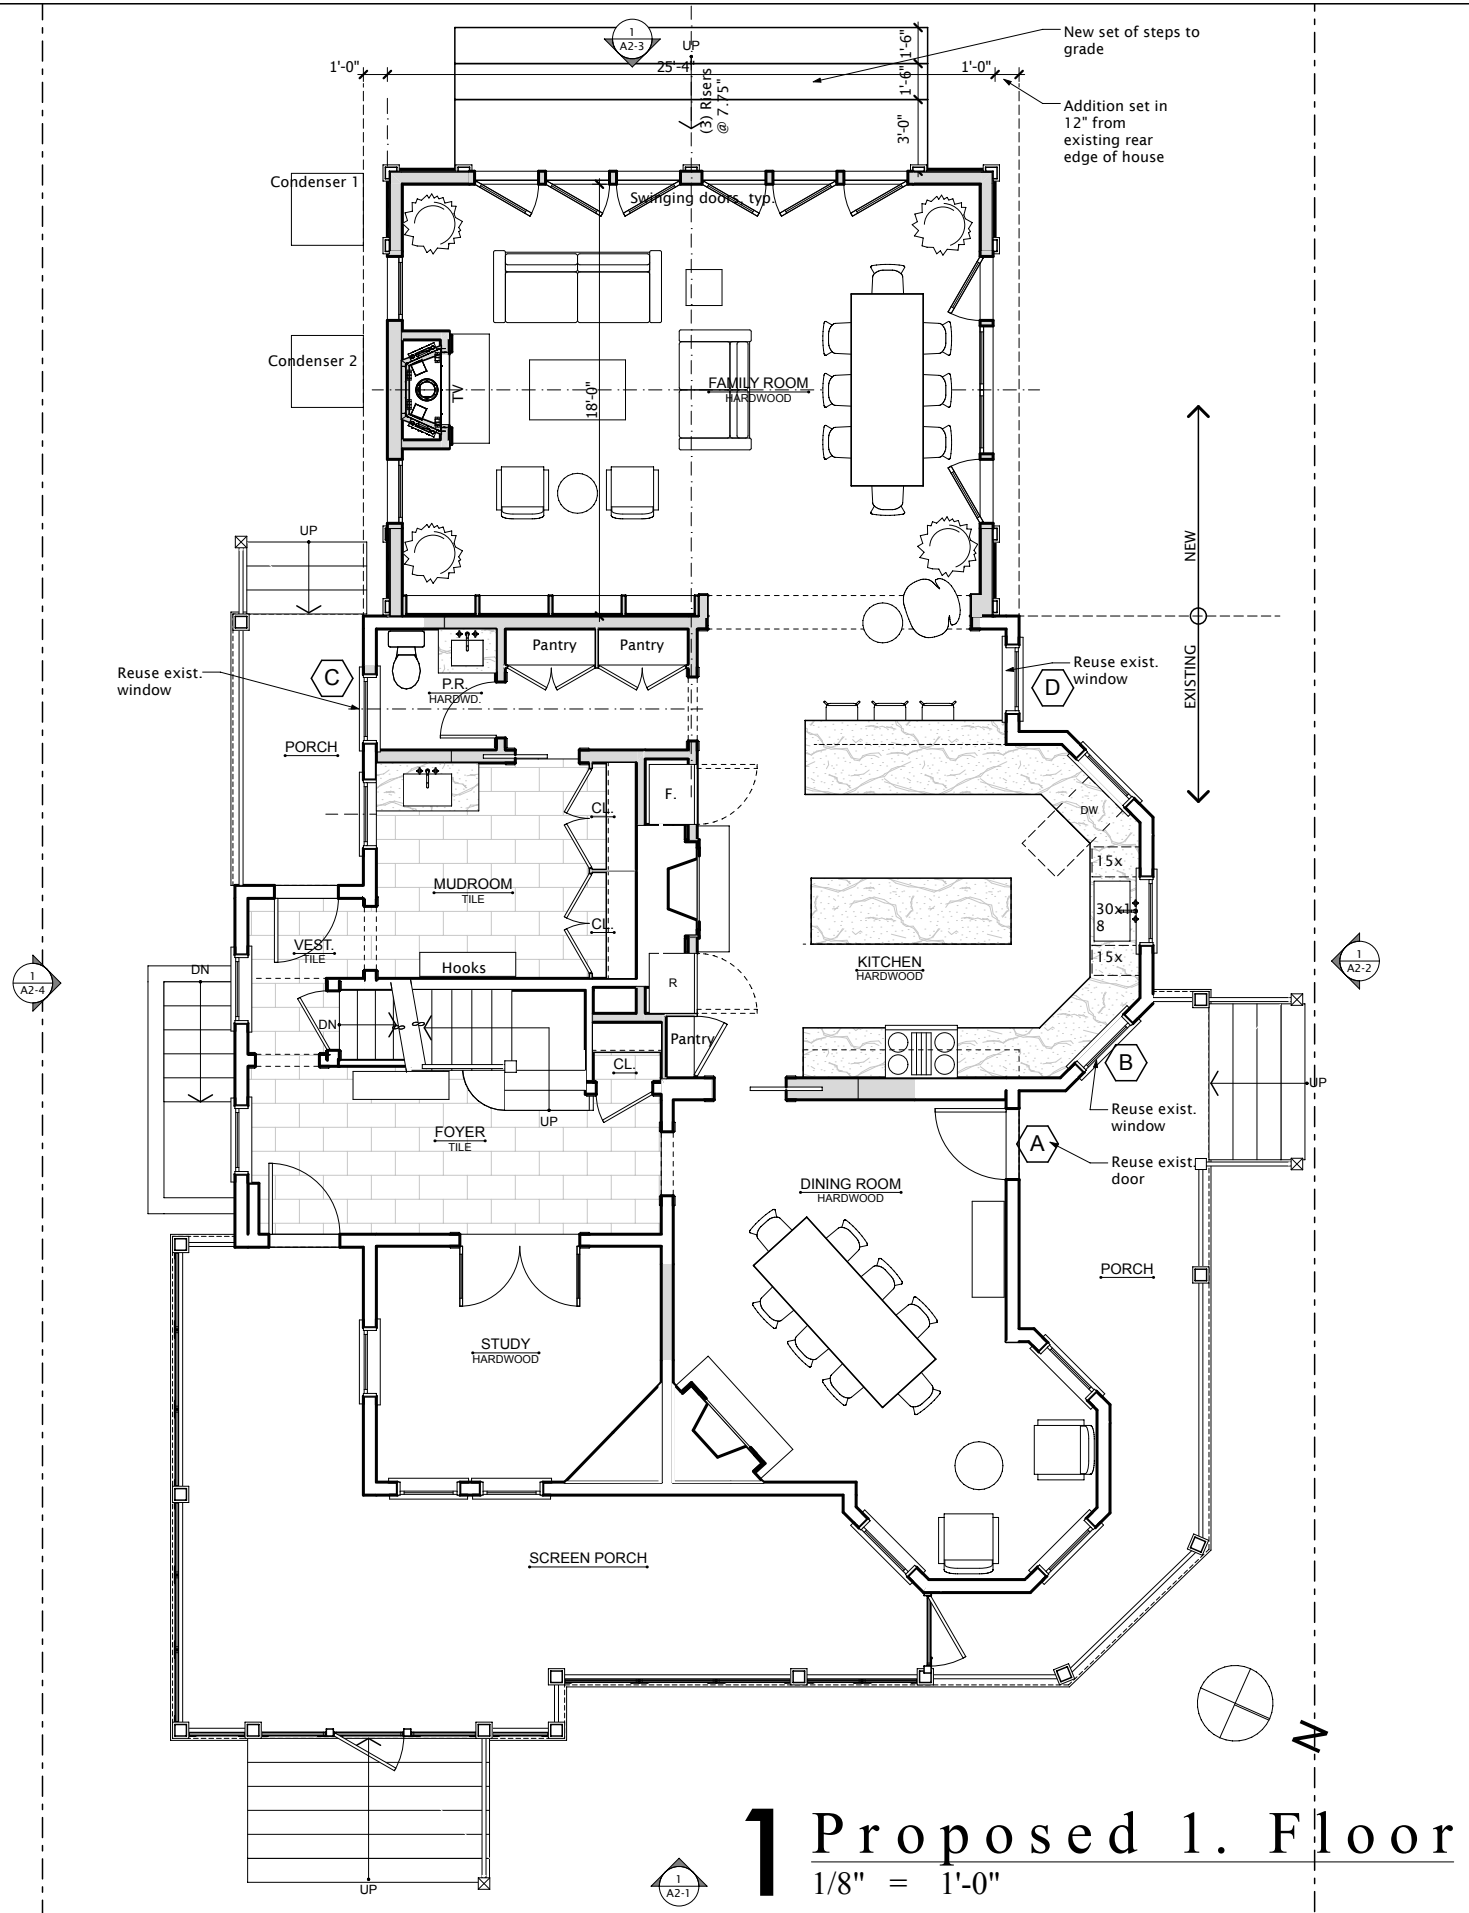 1
A2-3
UP
New set of steps to
grade
1'-0"
25'-4"
1'-0"
1'-6"
1'-6"
3'-0"
(3) Risers
@ 7.75"
Addition set in
12" from
existing rear
edge of house
Condenser 1
Swinging doors, typ.
Condenser 2
TV
18'-0"
FAMILY ROOM
HARDWOOD
NEW
EXISTING
UP
Pantry
Pantry
Reuse exist.
window
C
P.R.
HARDWD.
Reuse exist.
window
D
PORCH
F.
CL.
DW
15x
MUDROOM
TILE
30x1
8
CL.
VEST.
TILE
Hooks
15x
KITCHEN
HARDWOOD
1
A2-4
DN
R
1
A2-2
DN
Pantry
CL.
B
UP
UP
Reuse exist.
window
FOYER
TILE
A
Reuse exist.
door
DINING ROOM
HARDWOOD
PORCH
STUDY
HARDWOOD
SCREEN PORCH
N
UP
1
A2-1
1 Proposed 1. Floor
1/8" = 1'-0"